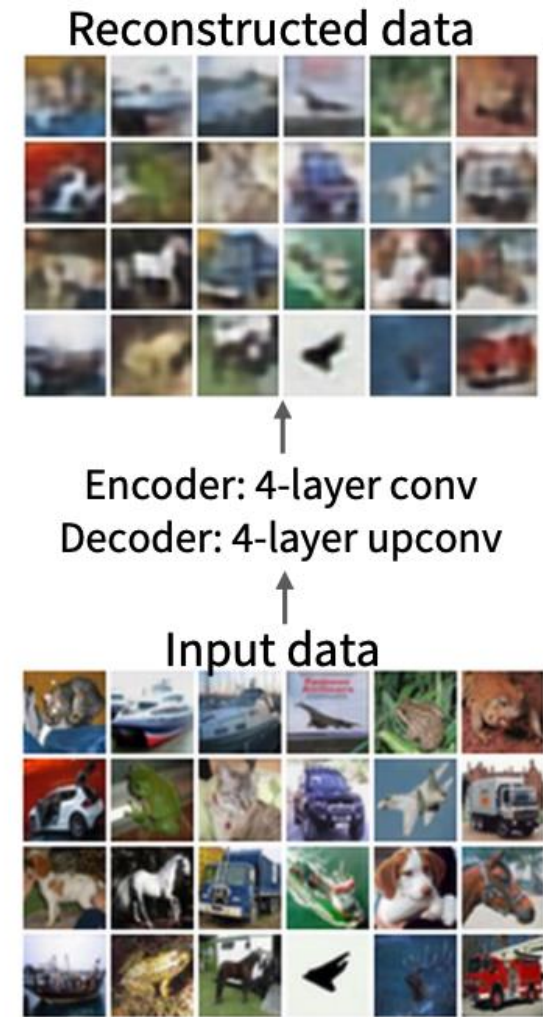 Reconstructed data
Encoder: 4-layer conv
Decoder: 4-layer upconv
Input data